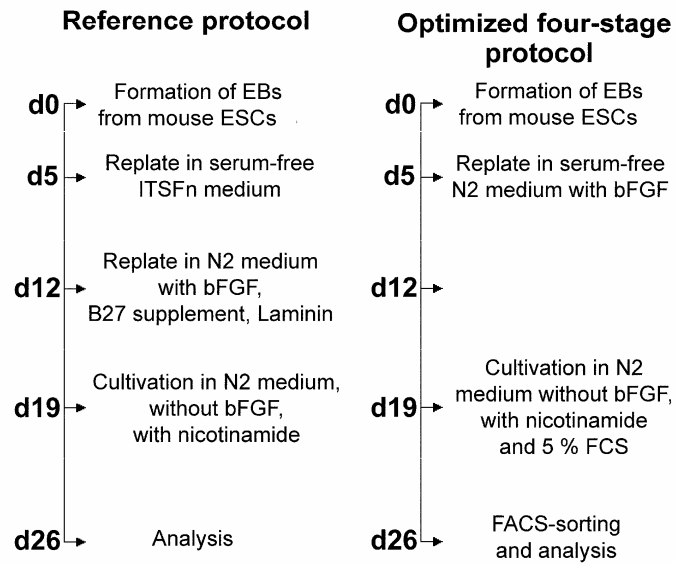 Reference protocol
d0
Formation of EBs
from mouse ESCs
d5
Replate in serum-free
ITSFn medium
d12
Replate in N2 medium
with bFGF,
B27 supplement, Laminin
d19
Cultivation in N2 medium,
without bFGF,
with nicotinamide
d26
Analysis
Optimized four-stage
protocol
d0
Formation of EBs
from mouse ESCs
d5
Replate in serum-free
N2 medium with bFGF
d12
d19
Cultivation in N2
medium without bFGF,
with nicotinamide
and 5 % FCS
d26
FACS-sorting
and analysis